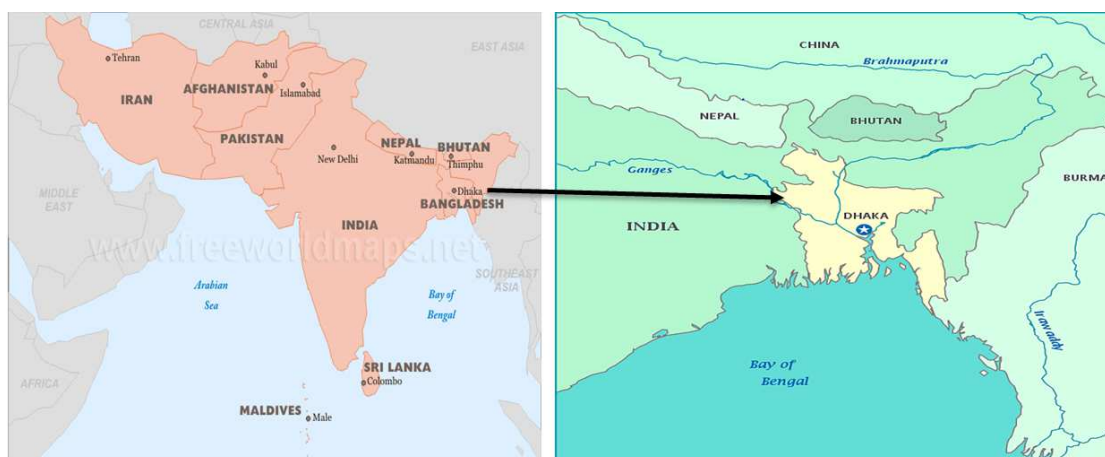 CENTRAL ASIA
EAST ASIA
Tehran
Kabul
AFGHANISTAN
Islamabad
IRAN
PAKISTAN
NEPAL
BHUTAN
New Delhi
Katmandu
Thimphu
Dhaka
BANGLADESH
MIDDLE
EAST
INDIA
www.freeworldmaps.net
SOUTHEAST
ASIA
Arabian
Sea
Bay of
Bengal
SRI LANKA
Colombo
AFRICA
MALDIVES
Male
CHINA
Brahmaputra
NEPAL
BHUTAN
Ganges
BURMA
DHAKA
INDIA
Irawaddy
Bay of
Bengal